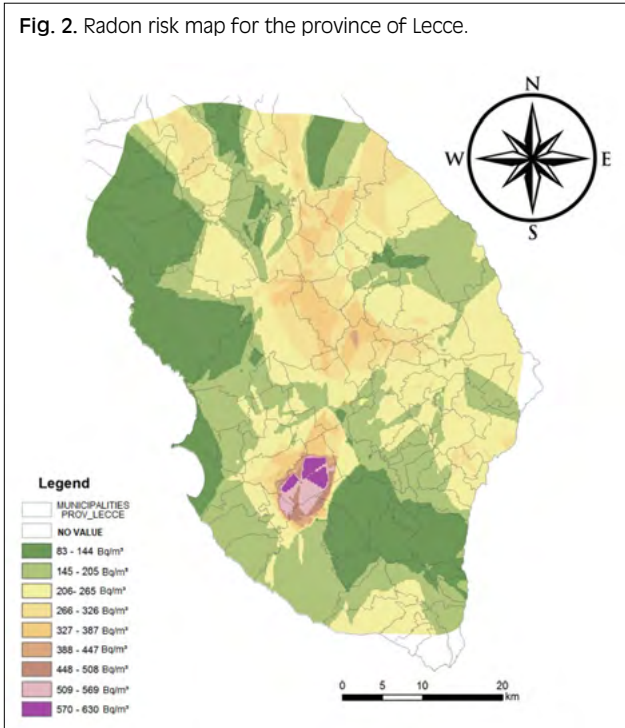 Fig. 2. Radon risk map for the province of Lecce.
N
W
E
S
Legend
MUNICIPALITIES
PROV_LECCE
NO VALUE
83 - 144 Bq/m³
145 - 205 Bq/m³
206- 265 Bq/m³
266 - 326 Bq/m³
327 - 387 Bq/m³
388 - 447 Bq/m³
448 - 508 Bq/m³
509 - 569 Bq/m³
570 - 630 Bq/m³
0 5 10 20
km